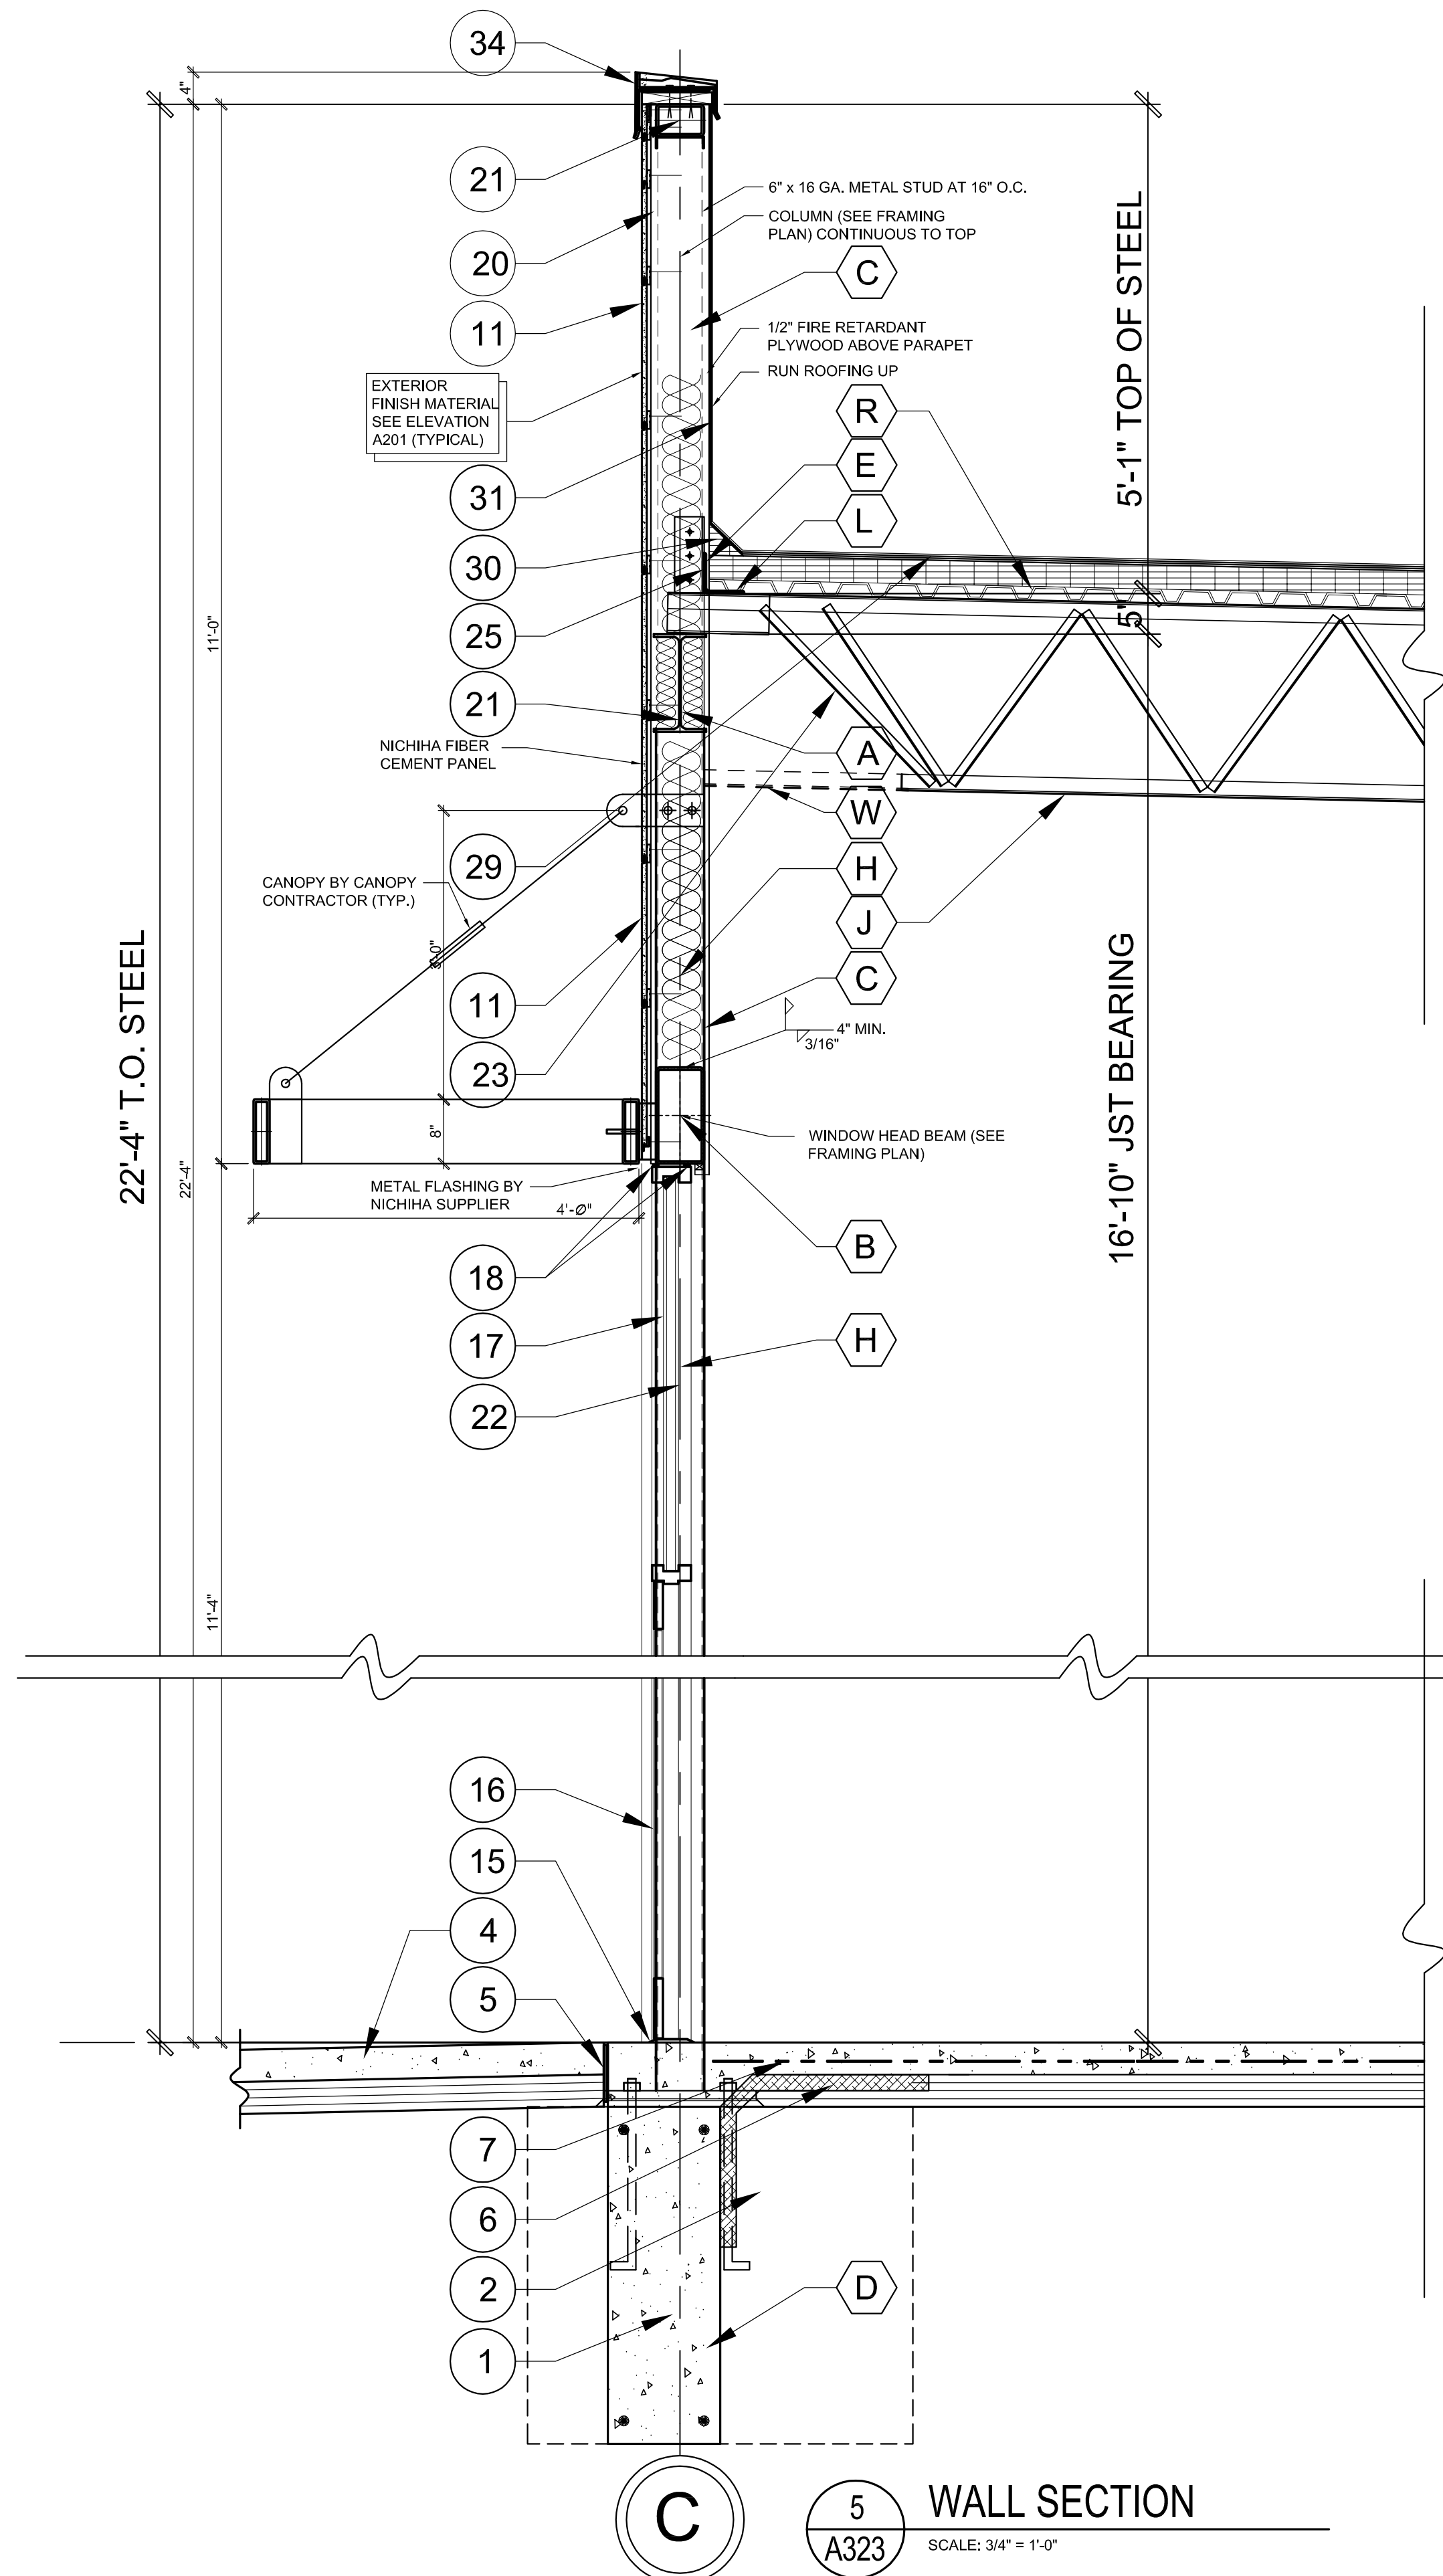 34
4"
21
6" x 16 GA. METAL STUD AT 16" O.C.
COLUMN (SEE FRAMING
PLAN) CONTINUOUS TO TOP
20
C
11
1/2" FIRE RETARDANT
PLYWOOD ABOVE PARAPET
RUN ROOFING UP
5'-1" TOP OF STEEL
EXTERIOR
FINISH MATERIAL
SEE ELEVATION
A201 (TYPICAL)
R
E
31
L
30
25
11'-0"
5"
21
NICHIHA FIBER
CEMENT PANEL
A
W
29
H
CANOPY BY CANOPY
CONTRACTOR (TYP.)
J
C
11
4" MIN.
3/16"
23
8"
22'-4" T.O. STEEL
22'-4"
16'-10" JST BEARING
WINDOW HEAD BEAM (SEE
FRAMING PLAN)
METAL FLASHING BY
NICHIHA SUPPLIER
4'-Ø"
B
18
17
H
22
11'-4"
16
15
4
5
7
6
2
D
1
C
5
A323
WALL SECTION
SCALE: 3/4" = 1'-0"